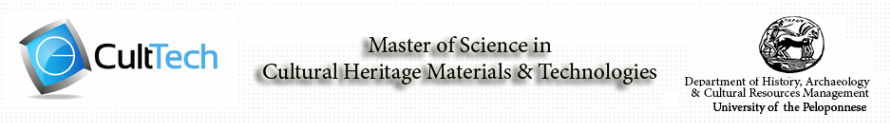 CultTech
Master of Science in
Cultural Heritage Materials & Technologies
Department of History, Archaeology
& Cultural Resources Management
University of the Peloponnese